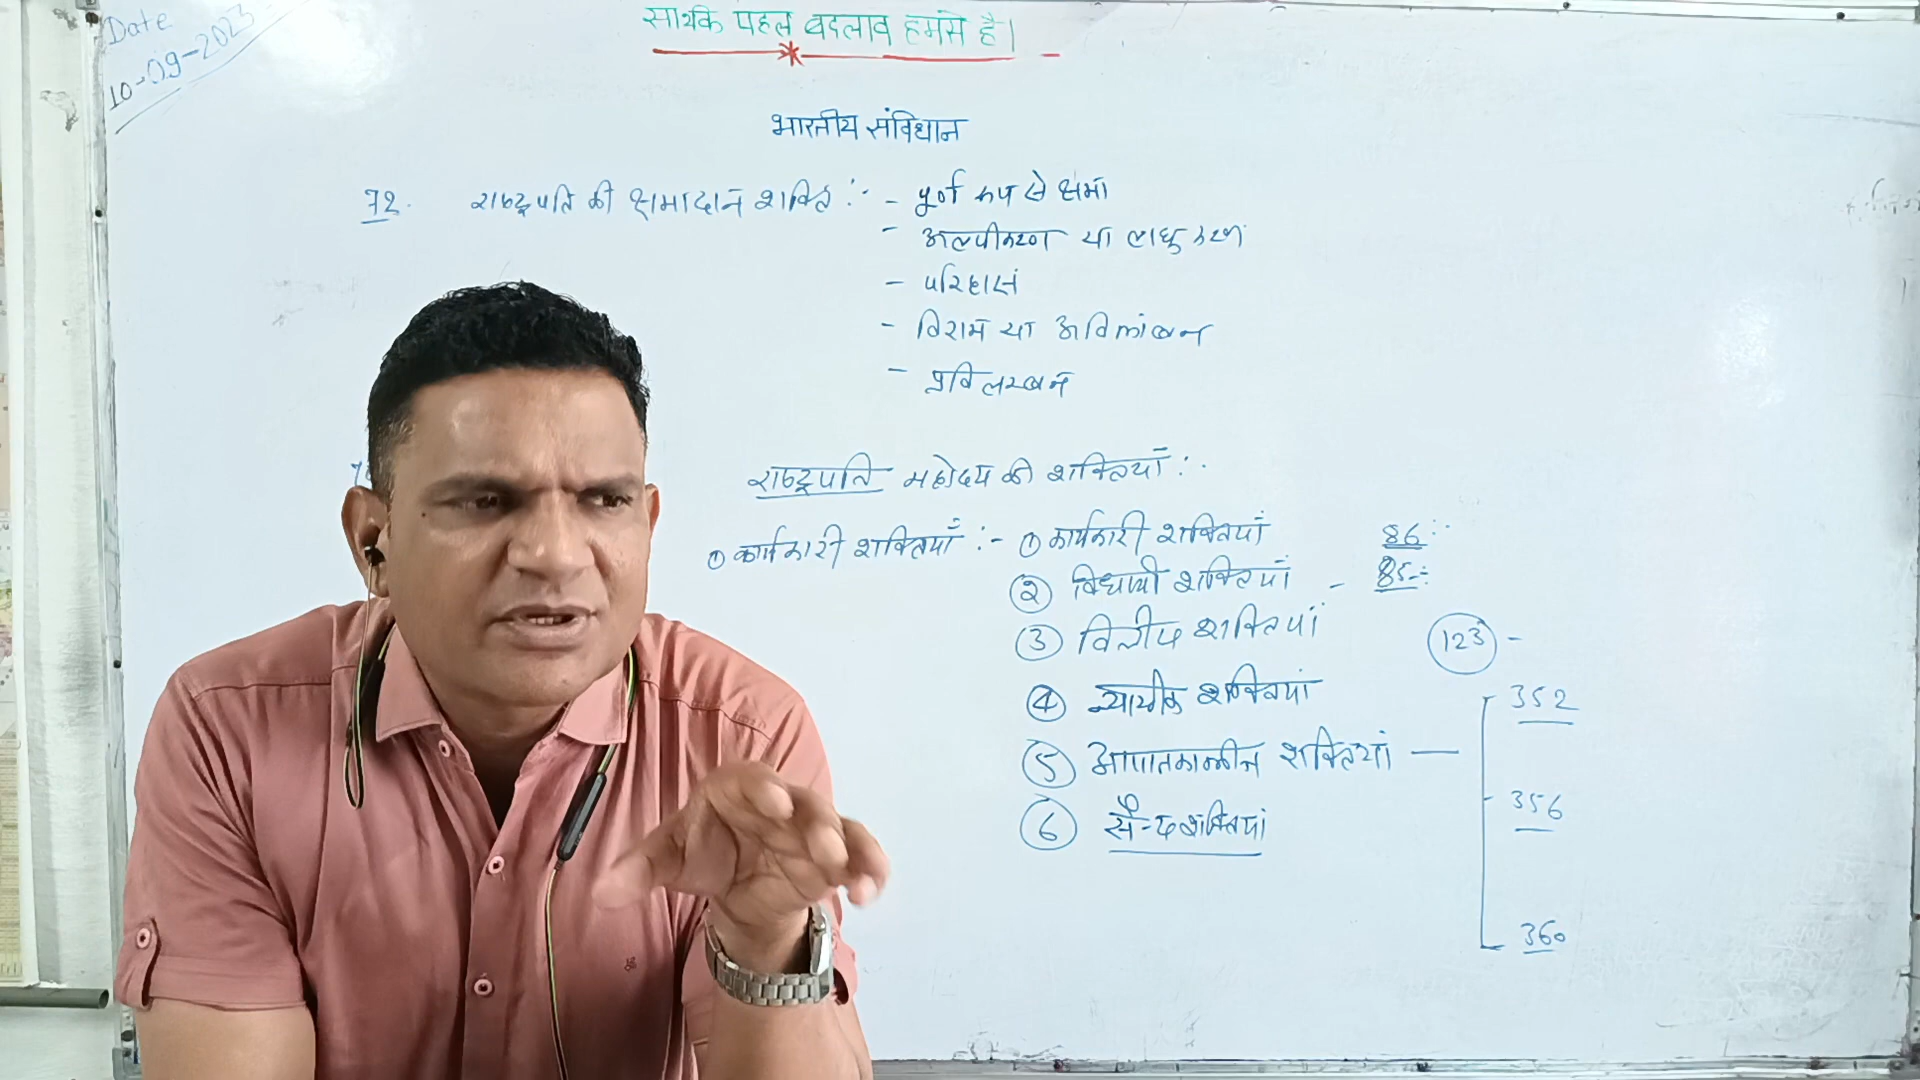 Date
10-09-2023
सार्थक पहल बदलाव हमसे है।
भारतीय संविधान
72. राष्ट्रपति की क्षमादान शक्ति :- - पूर्ण रूप से क्षमा
- अल्पीकरण या लघुकरण
- परिहास
- विराम या अविलंबन
- प्रविलम्बन
राष्ट्रपति महोदय की शक्तियाँ :-
① कार्यकारी शक्तियाँ :- ① कार्यकारी शक्तियां 86 :-
② विधायी शक्तियां - 85 -:
③ वित्तीय शक्तियां 123 -
④ न्यायीक शक्तियां 352
⑤ आपातकालीन शक्तियां — 356
⑥ सैन्य शक्तियां
360